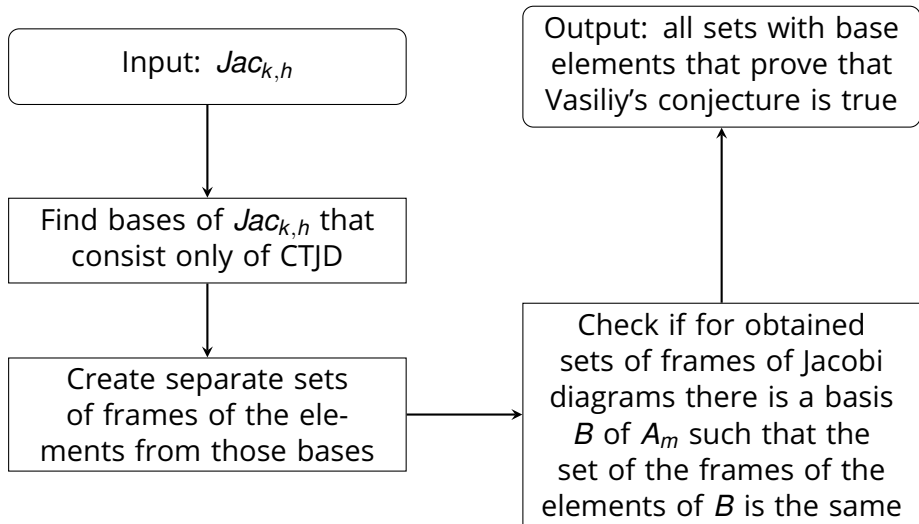 Input: Jac_{k,h}
Find bases of Jac_{k,h} that
consist only of CTJD
Create separate sets
of frames of the ele-
ments from those bases
Check if for obtained
sets of frames of Jacobi
diagrams there is a basis
B of A_m such that the
set of the frames of the
elements of B is the same
Output: all sets with base
elements that prove that
Vasiliy's conjecture is true